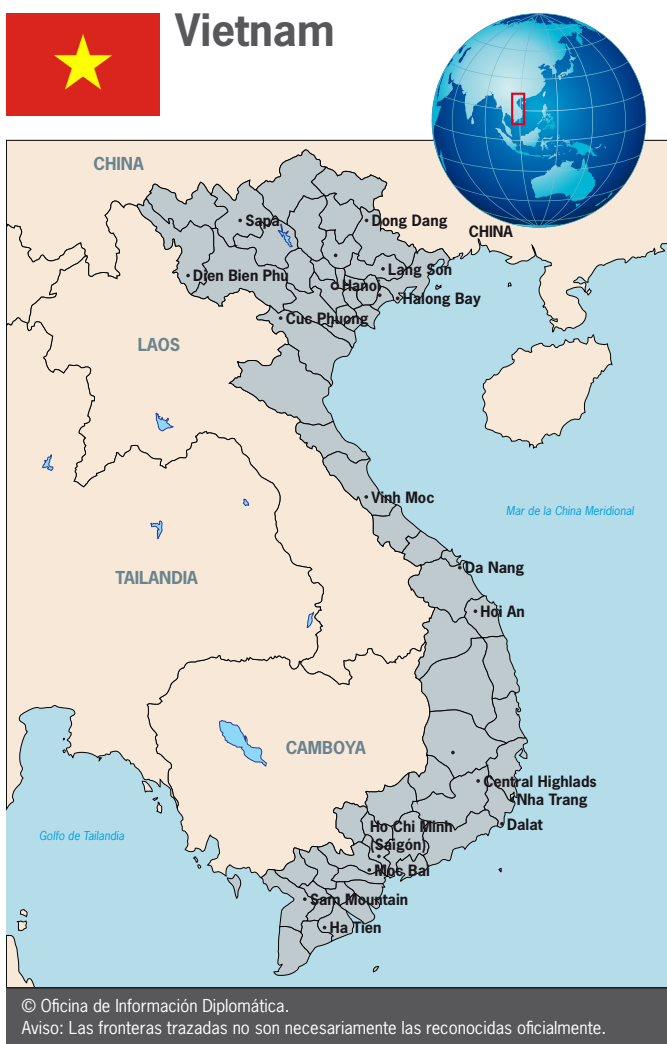 Vietnam
CHINA
CHINA
Sapa
Dong Dang
Dien Bien Phu
Lang Son
Hanoi
Halong Bay
Cuc Phuong
LAOS
Vinh Moc
Mar de la China Meridional
Da Nang
TAILANDIA
Hoi An
CAMBOYA
Central Highlads
Nha Trang
Golfo de Tailandia
Ho Chi Minh
(Saigón)
Dalat
Moc Bai
Sam Mountain
Ha Tien
© Oficina de Información Diplomática.
Aviso: Las fronteras trazadas no son necesariamente las reconocidas oficialmente.